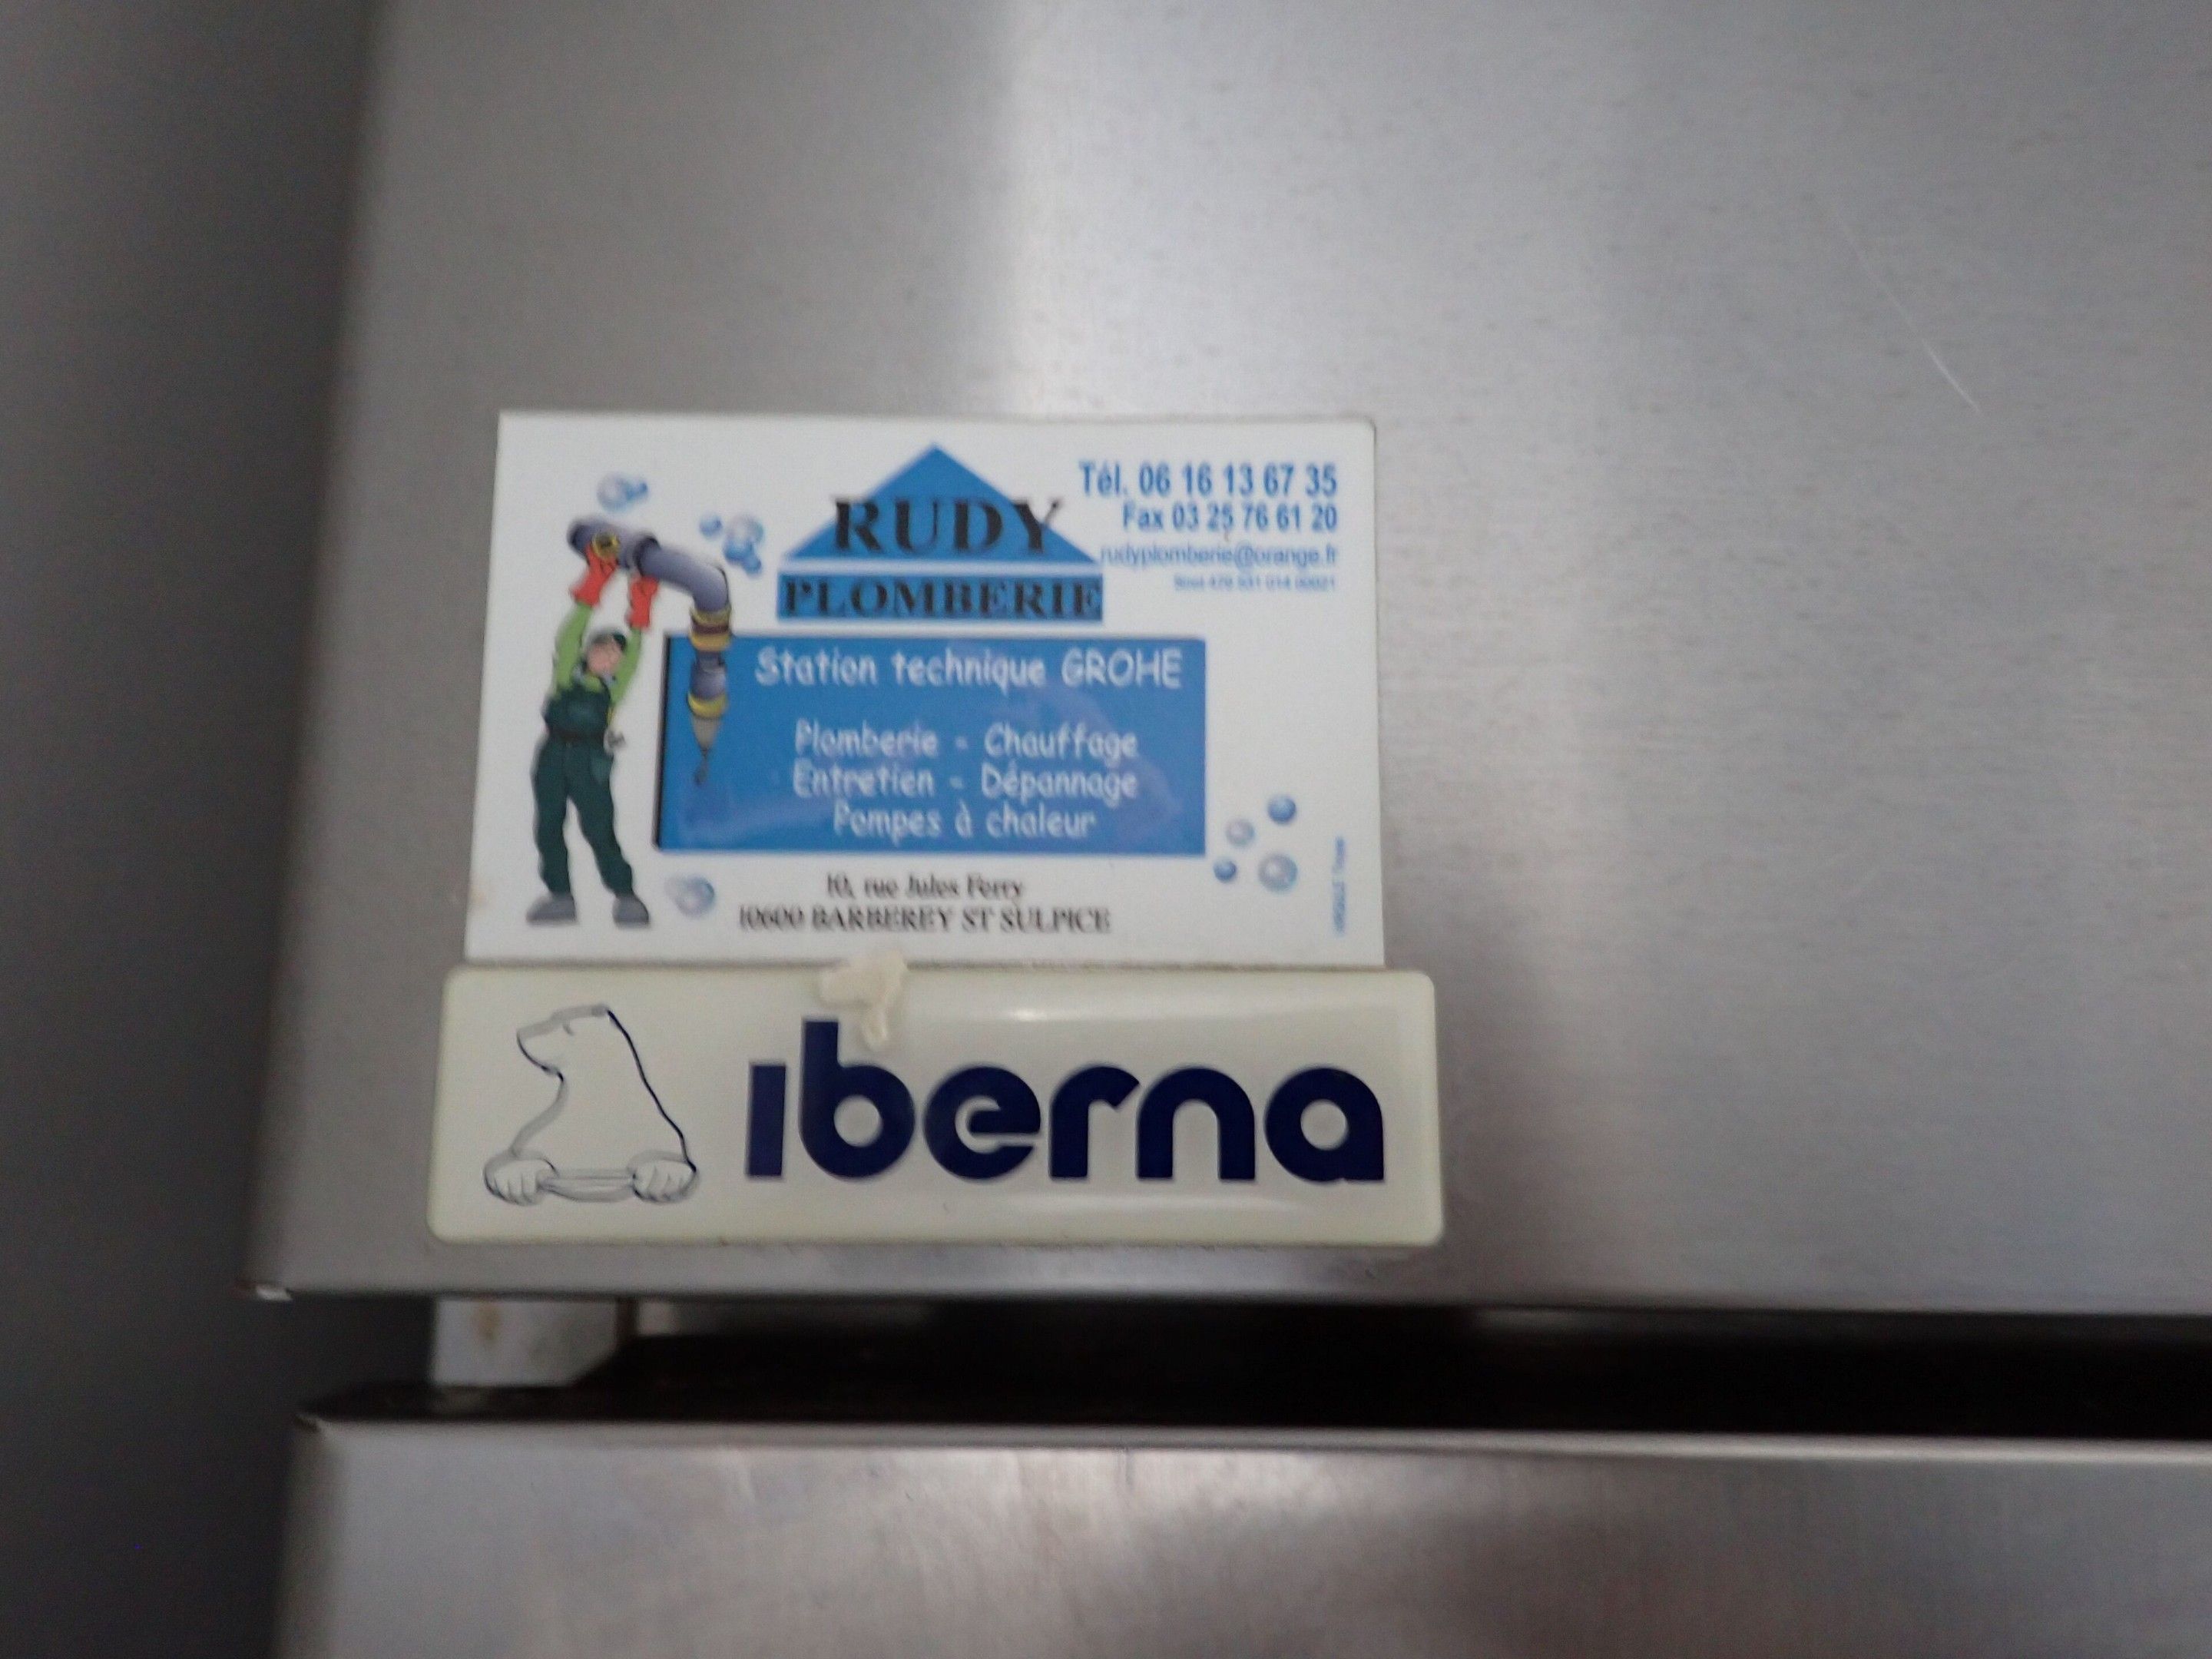 RUDY
PLOMBERIE
Tél. 06 16 13 67 35
Fax 03 25 76 61 20
rudyplomberie@orange.fr
Station technique GROHE
Plomberie - Chauffage
Entretien - Dépannage
Pompes à chaleur
10, rue Jules Ferry
10600 BARBEREY ST SULPICE
iberna